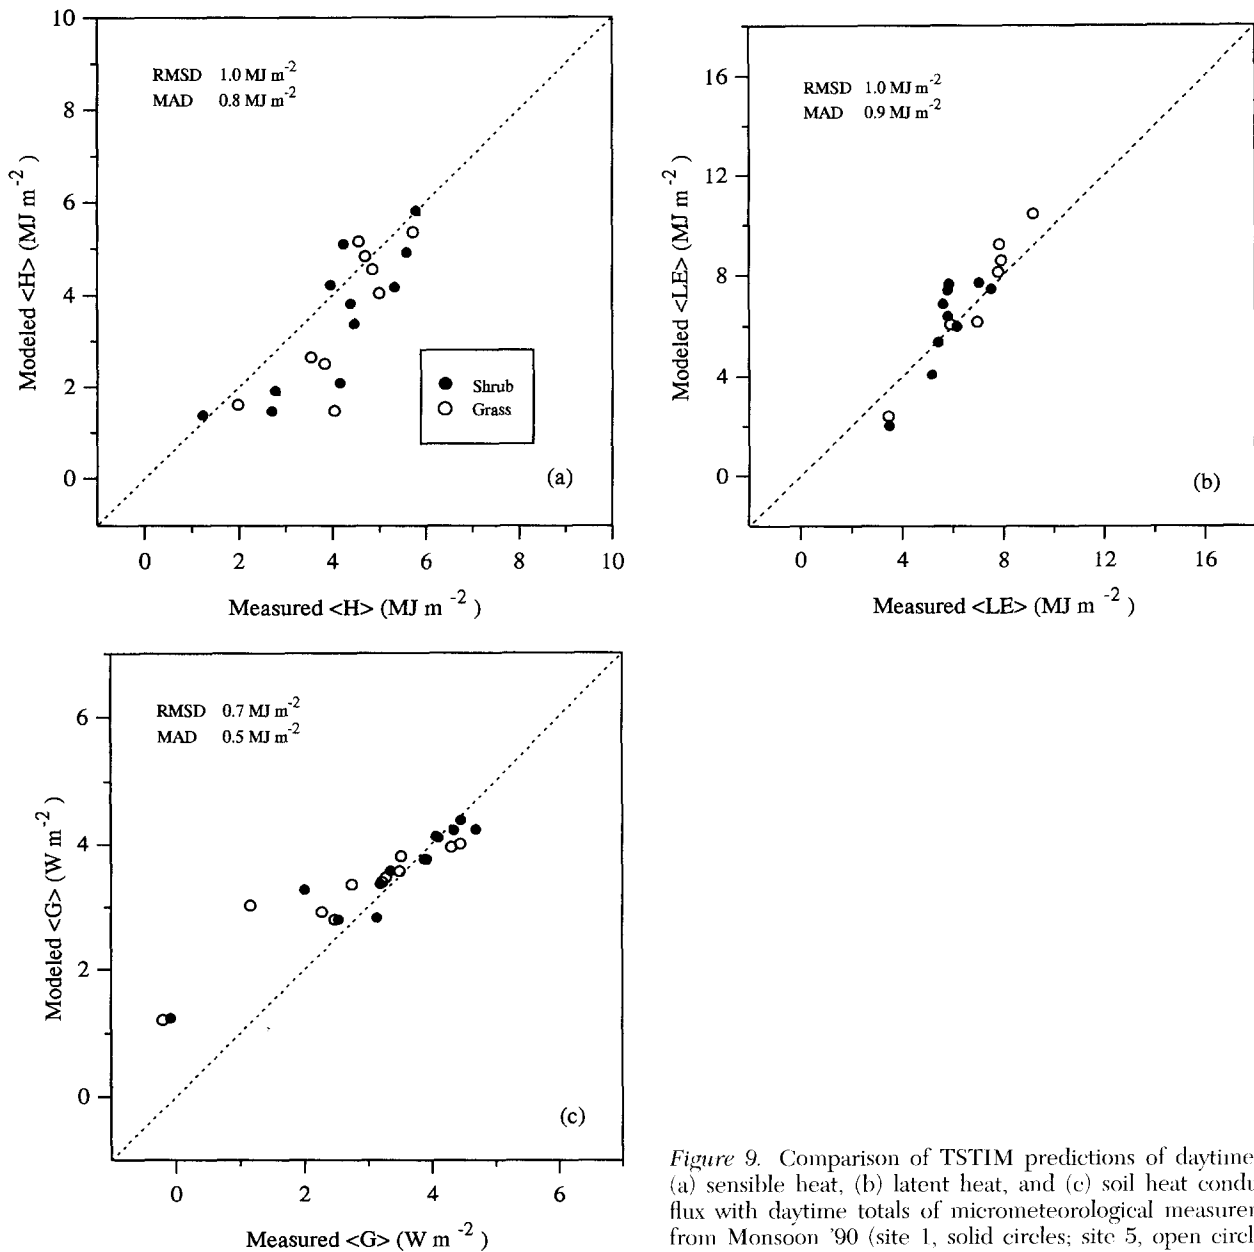 10
8
6
4
2
0
Modeled <H> (MJ m -2 )
RMSD 1.0 MJ m -2
MAD 0.8 MJ m -2
Shrub
Grass
(a)
0 2 4 6 10
Measured <H> (MJ m -2 )
16
12
8
4
0
Modeled <LE> (MJ m -2 )
RMSD 1.0 MJ m -2
MAD 0.9 MJ m -2
(b)
0 4 8 12 16
Measured <LE> (MJ m -2 )
6
4
2
0
Modeled <G> (W m -2 )
RMSD 0.7 MJ m -2
MAD 0.5 MJ m -2
(c)
0 2 4 6
Measured <G> (W m -2 )
Figure 9. Comparison of TSTIM predictions of daytime
(a) sensible heat, (b) latent heat, and (c) soil heat condu
flux with daytime totals of micrometeorological measurer
from Monsoon '90 (site 1, solid circles; site 5, open circl